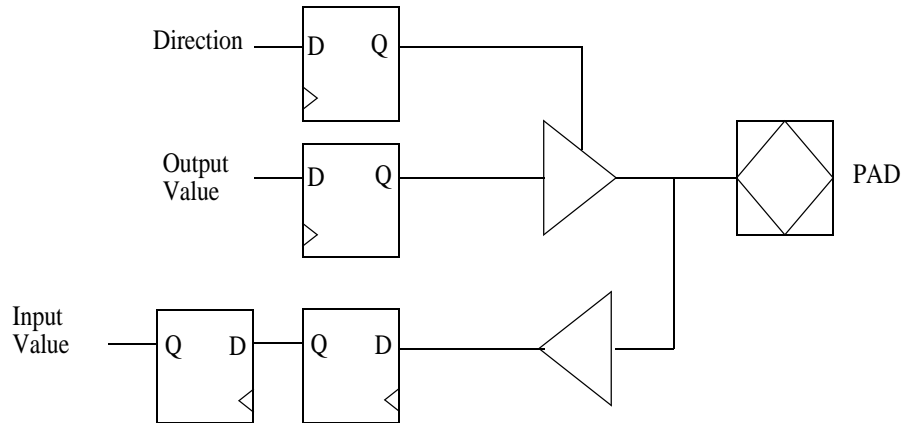 Direction
D Q
Output
Value
D Q
PAD
Input
Value
Q D
Q D